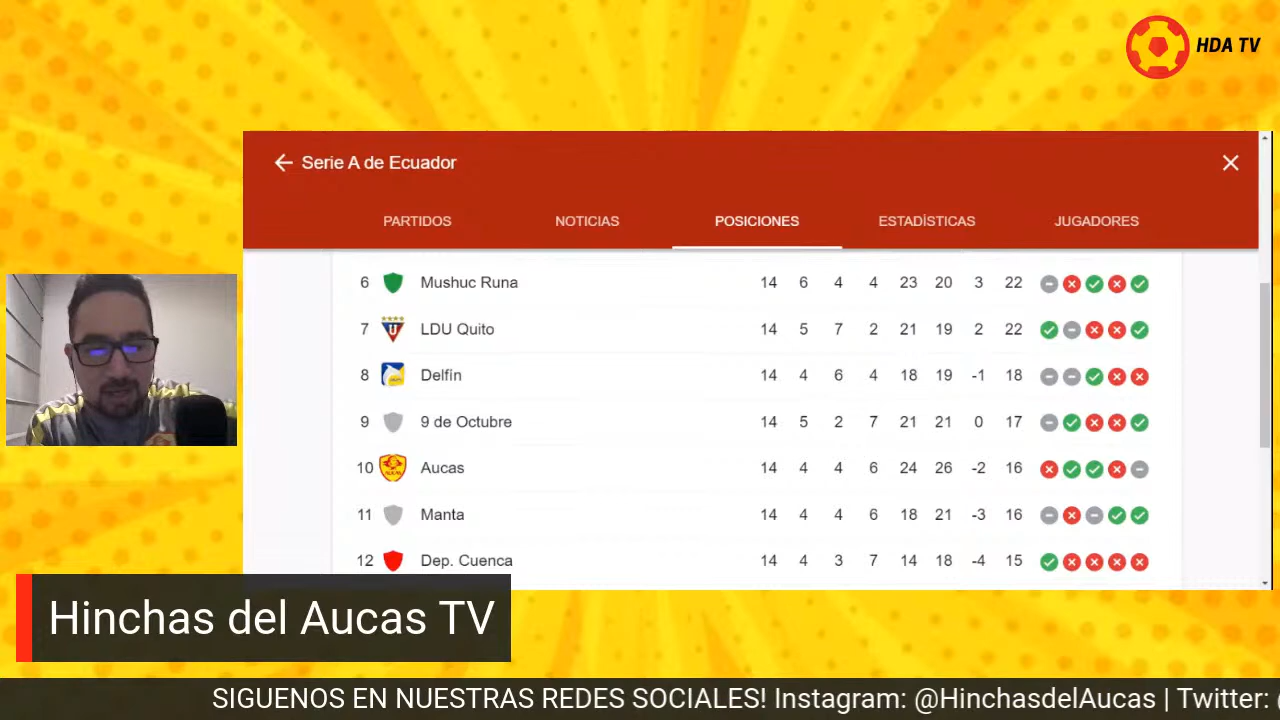 HDA TV
Serie A de Ecuador
PARTIDOS NOTICIAS POSICIONES ESTADÍSTICAS JUGADORES
6 Mushuc Runa 14 6 4 4 23 20 3 22
7 LDU Quito 14 5 7 2 21 19 2 22
8 Delfín 14 4 6 4 18 19 -1 18
9 9 de Octubre 14 5 2 7 21 21 0 17
10 Aucas 14 4 4 6 24 26 -2 16
11 Manta 14 4 4 6 18 21 -3 16
12 Dep. Cuenca 14 4 3 7 14 18 -4 15
Hinchas del Aucas TV
SIGUENOS EN NUESTRAS REDES SOCIALES! Instagram: @HinchasdelAucas | Twitter: